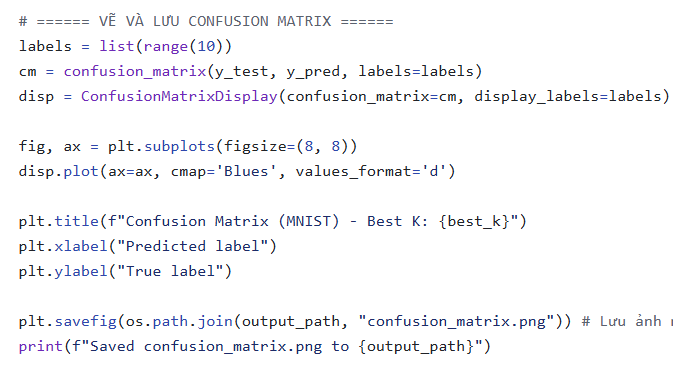 # ====== VẼ VÀ LƯU CONFUSION MATRIX ======
labels = list(range(10))
cm = confusion_matrix(y_test, y_pred, labels=labels)
disp = ConfusionMatrixDisplay(confusion_matrix=cm, display_labels=labels)
fig, ax = plt.subplots(figsize=(8, 8))
disp.plot(ax=ax, cmap='Blues', values_format='d')
plt.title(f"Confusion Matrix (MNIST) - Best K: {best_k}")
plt.xlabel("Predicted label")
plt.ylabel("True label")
plt.savefig(os.path.join(output_path, "confusion_matrix.png")) # Lưu ảnh
print(f"Saved confusion_matrix.png to {output_path}")